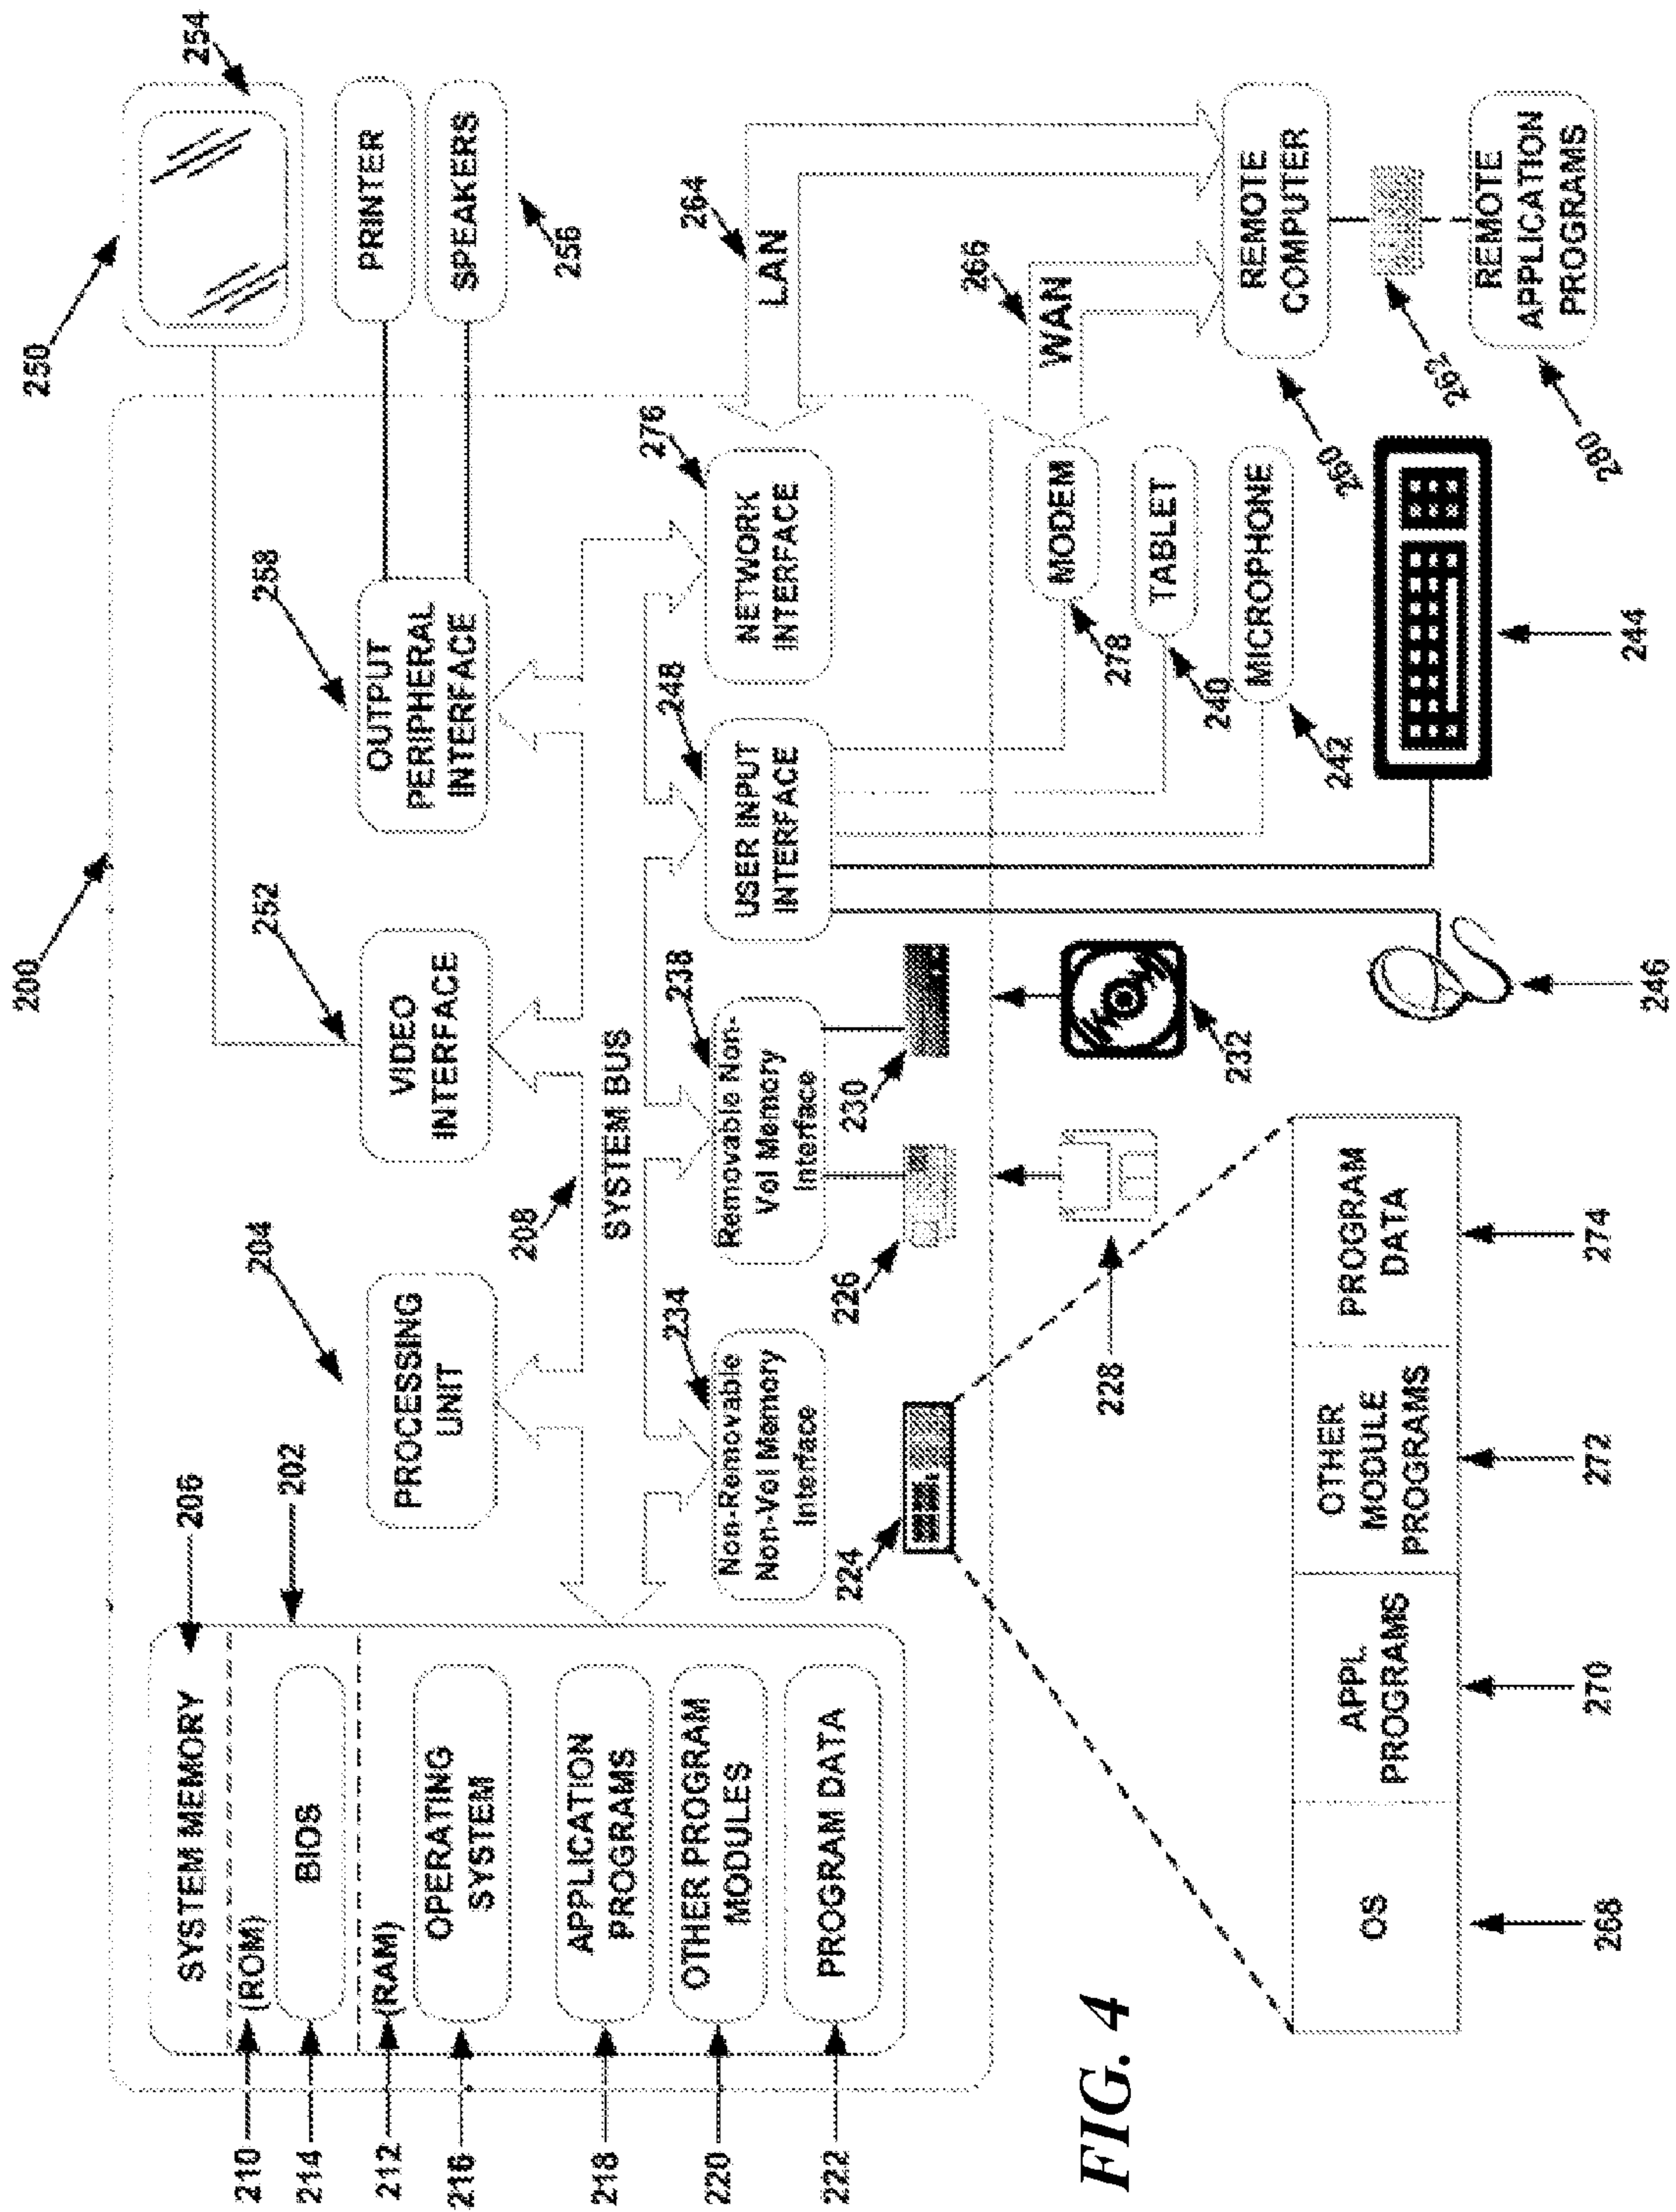 200
206
202
SYSTEM MEMORY
210
(ROM)
214
BIOS
212
(RAM)
216
OPERATING
SYSTEM
218
APPLICATION
PROGRAMS
220
OTHER PROGRAM
MODULES
222
PROGRAM DATA
204
PROCESSING
UNIT
252
VIDEO
INTERFACE
258
OUTPUT
PERIPHERAL
INTERFACE
250
254
PRINTER
SPEAKERS
256
208
SYSTEM BUS
234
Non-Removable
Non-Vol Memory
Interface
238
Removable Non-
Vol Memory
Interface
248
USER INPUT
INTERFACE
276
NETWORK
INTERFACE
264
LAN
224
226
230
228
232
266
WAN
MODEM
278
TABLET
240
MICROPHONE
242
REMOTE
COMPUTER
260
262
REMOTE
APPLICATION
PROGRAMS
280
244
246
FIG. 4
OS
APPL
PROGRAMS
OTHER
MODULE
PROGRAMS
PROGRAM
DATA
268
270
272
274